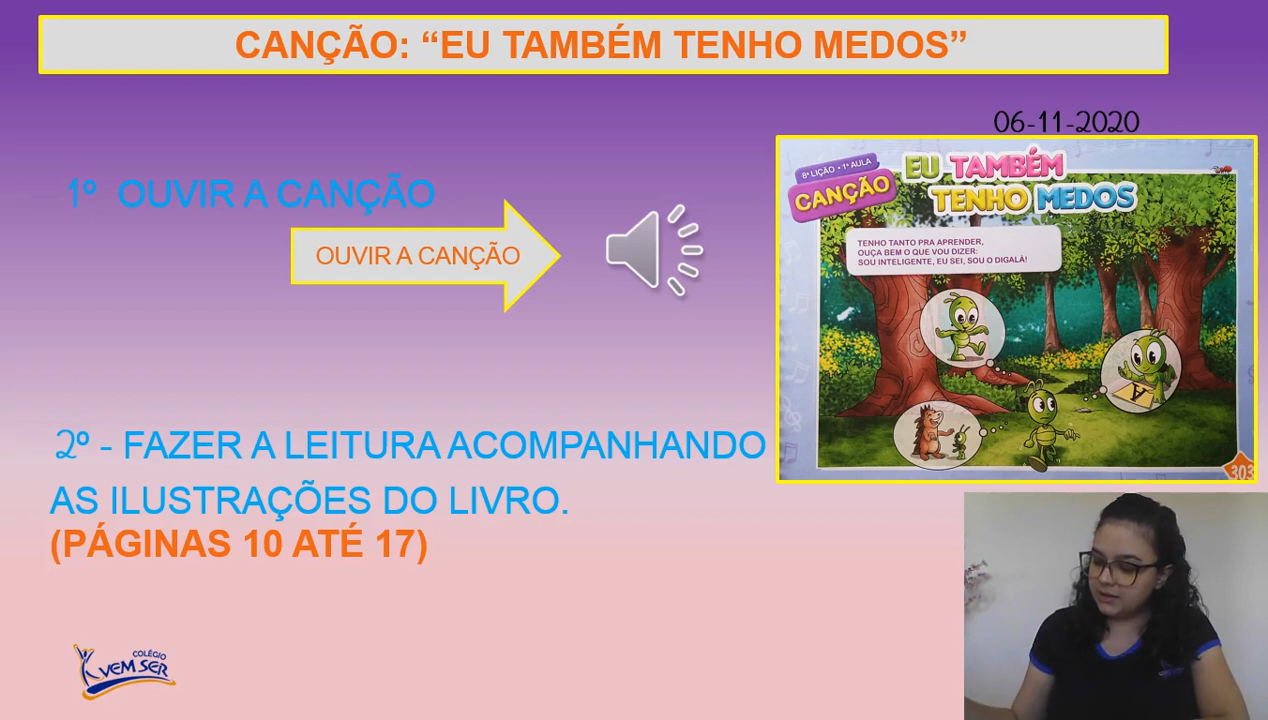 CANÇÃO: “EU TAMBÉM TENHO MEDOS”
06-11-2020
1º OUVIR A CANÇÃO
OUVIR A CANÇÃO
8ª LIÇÃO • 1ª AULA
CANÇÃO
EU TAMBÉM
TENHO MEDOS
TENHO TANTO PRA APRENDER,
OUÇA BEM O QUE VOU DIZER:
SOU INTELIGENTE, EU SEI, SOU O DIGALÁ!
A
303
2º - FAZER A LEITURA ACOMPANHANDO
AS ILUSTRAÇÕES DO LIVRO.
(PÁGINAS 10 ATÉ 17)
COLÉGIO
VEM SER